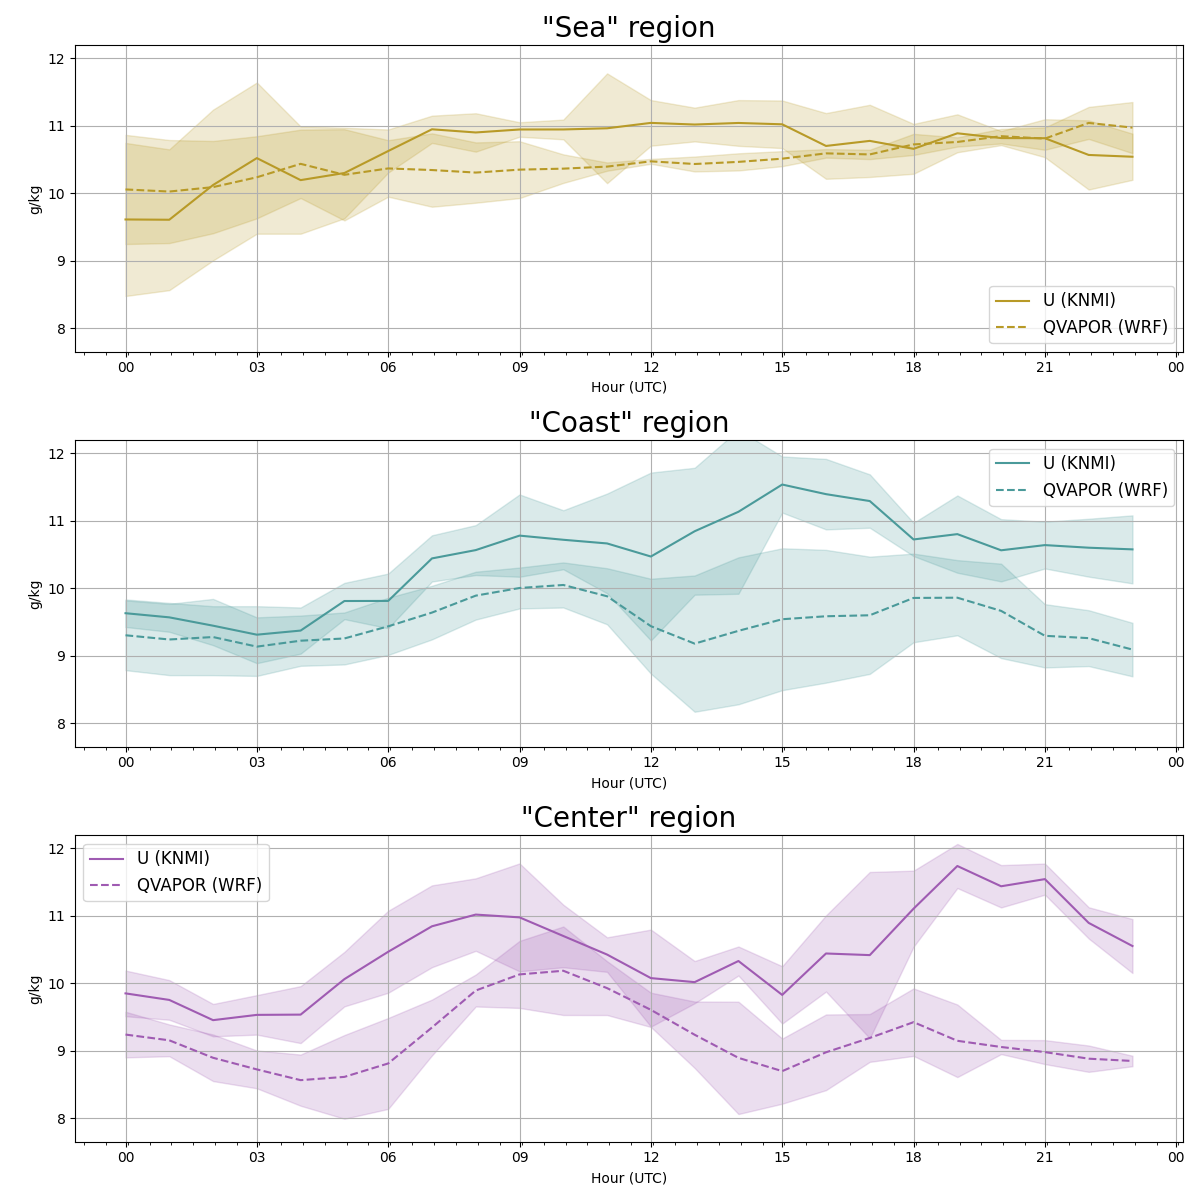 "Sea" region
12
11
10
9
8
g/kg
U (KNMI)
QVAPOR (WRF)
00 03 06 09 12 15 18 21 00
Hour (UTC)
"Coast" region
12
11
10
9
8
g/kg
U (KNMI)
QVAPOR (WRF)
00 03 06 09 12 15 18 21 00
Hour (UTC)
"Center" region
12
11
10
9
8
g/kg
U (KNMI)
QVAPOR (WRF)
00 03 06 09 12 15 18 21 00
Hour (UTC)